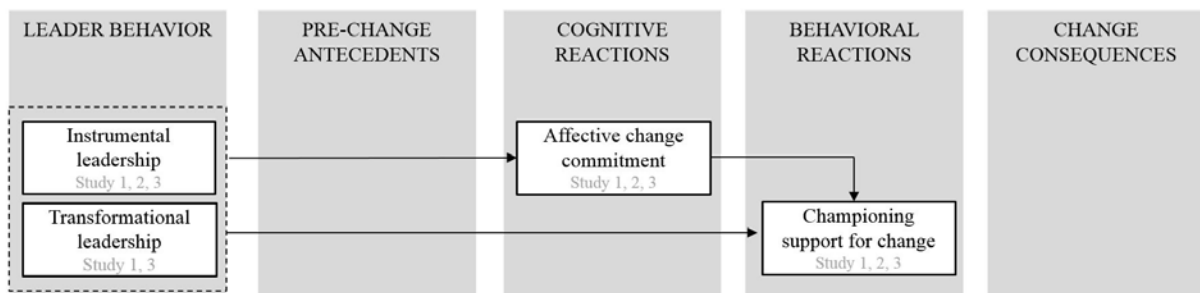 LEADER BEHAVIOR
PRE-CHANGE
ANTECEDENTS
COGNITIVE
REACTIONS
BEHAVIORAL
REACTIONS
CHANGE
CONSEQUENCES
Instrumental
leadership
Study 1, 2, 3
Affective change
commitment
Study 1, 2, 3
Transformational
leadership
Study 1, 3
Championing
support for change
Study 1, 2, 3